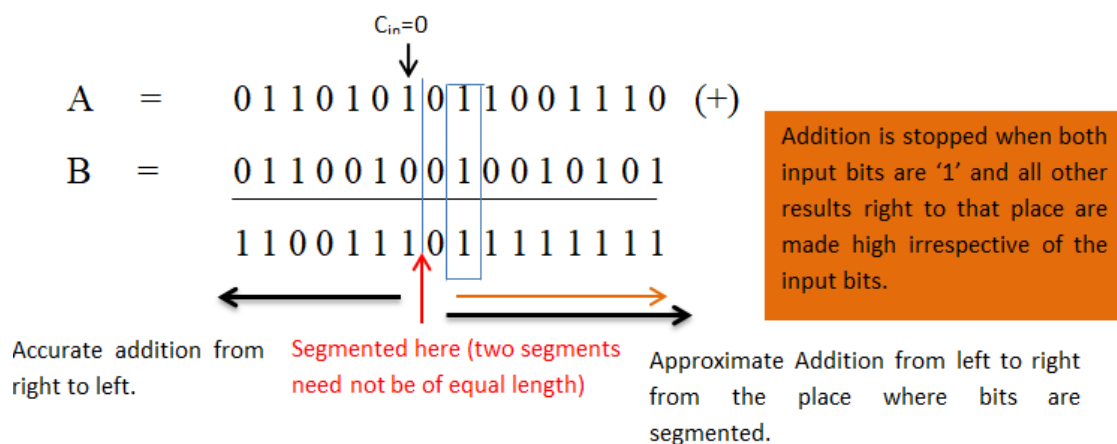 C_in=0
A = 0 1 1 0 1 0 1 0 1 1 0 0 1 1 1 0 (+)
B = 0 1 1 0 0 1 0 0 1 0 0 1 0 1 0 1
1 1 0 0 1 1 1 0 1 1 1 1 1 1 1 1
Addition is stopped when both
input bits are ‘1’ and all other
results right to that place are
made high irrespective of the
input bits.
Accurate addition from
right to left.
Segmented here (two segments
need not be of equal length)
Approximate Addition from left to right
from the place where bits are
segmented.